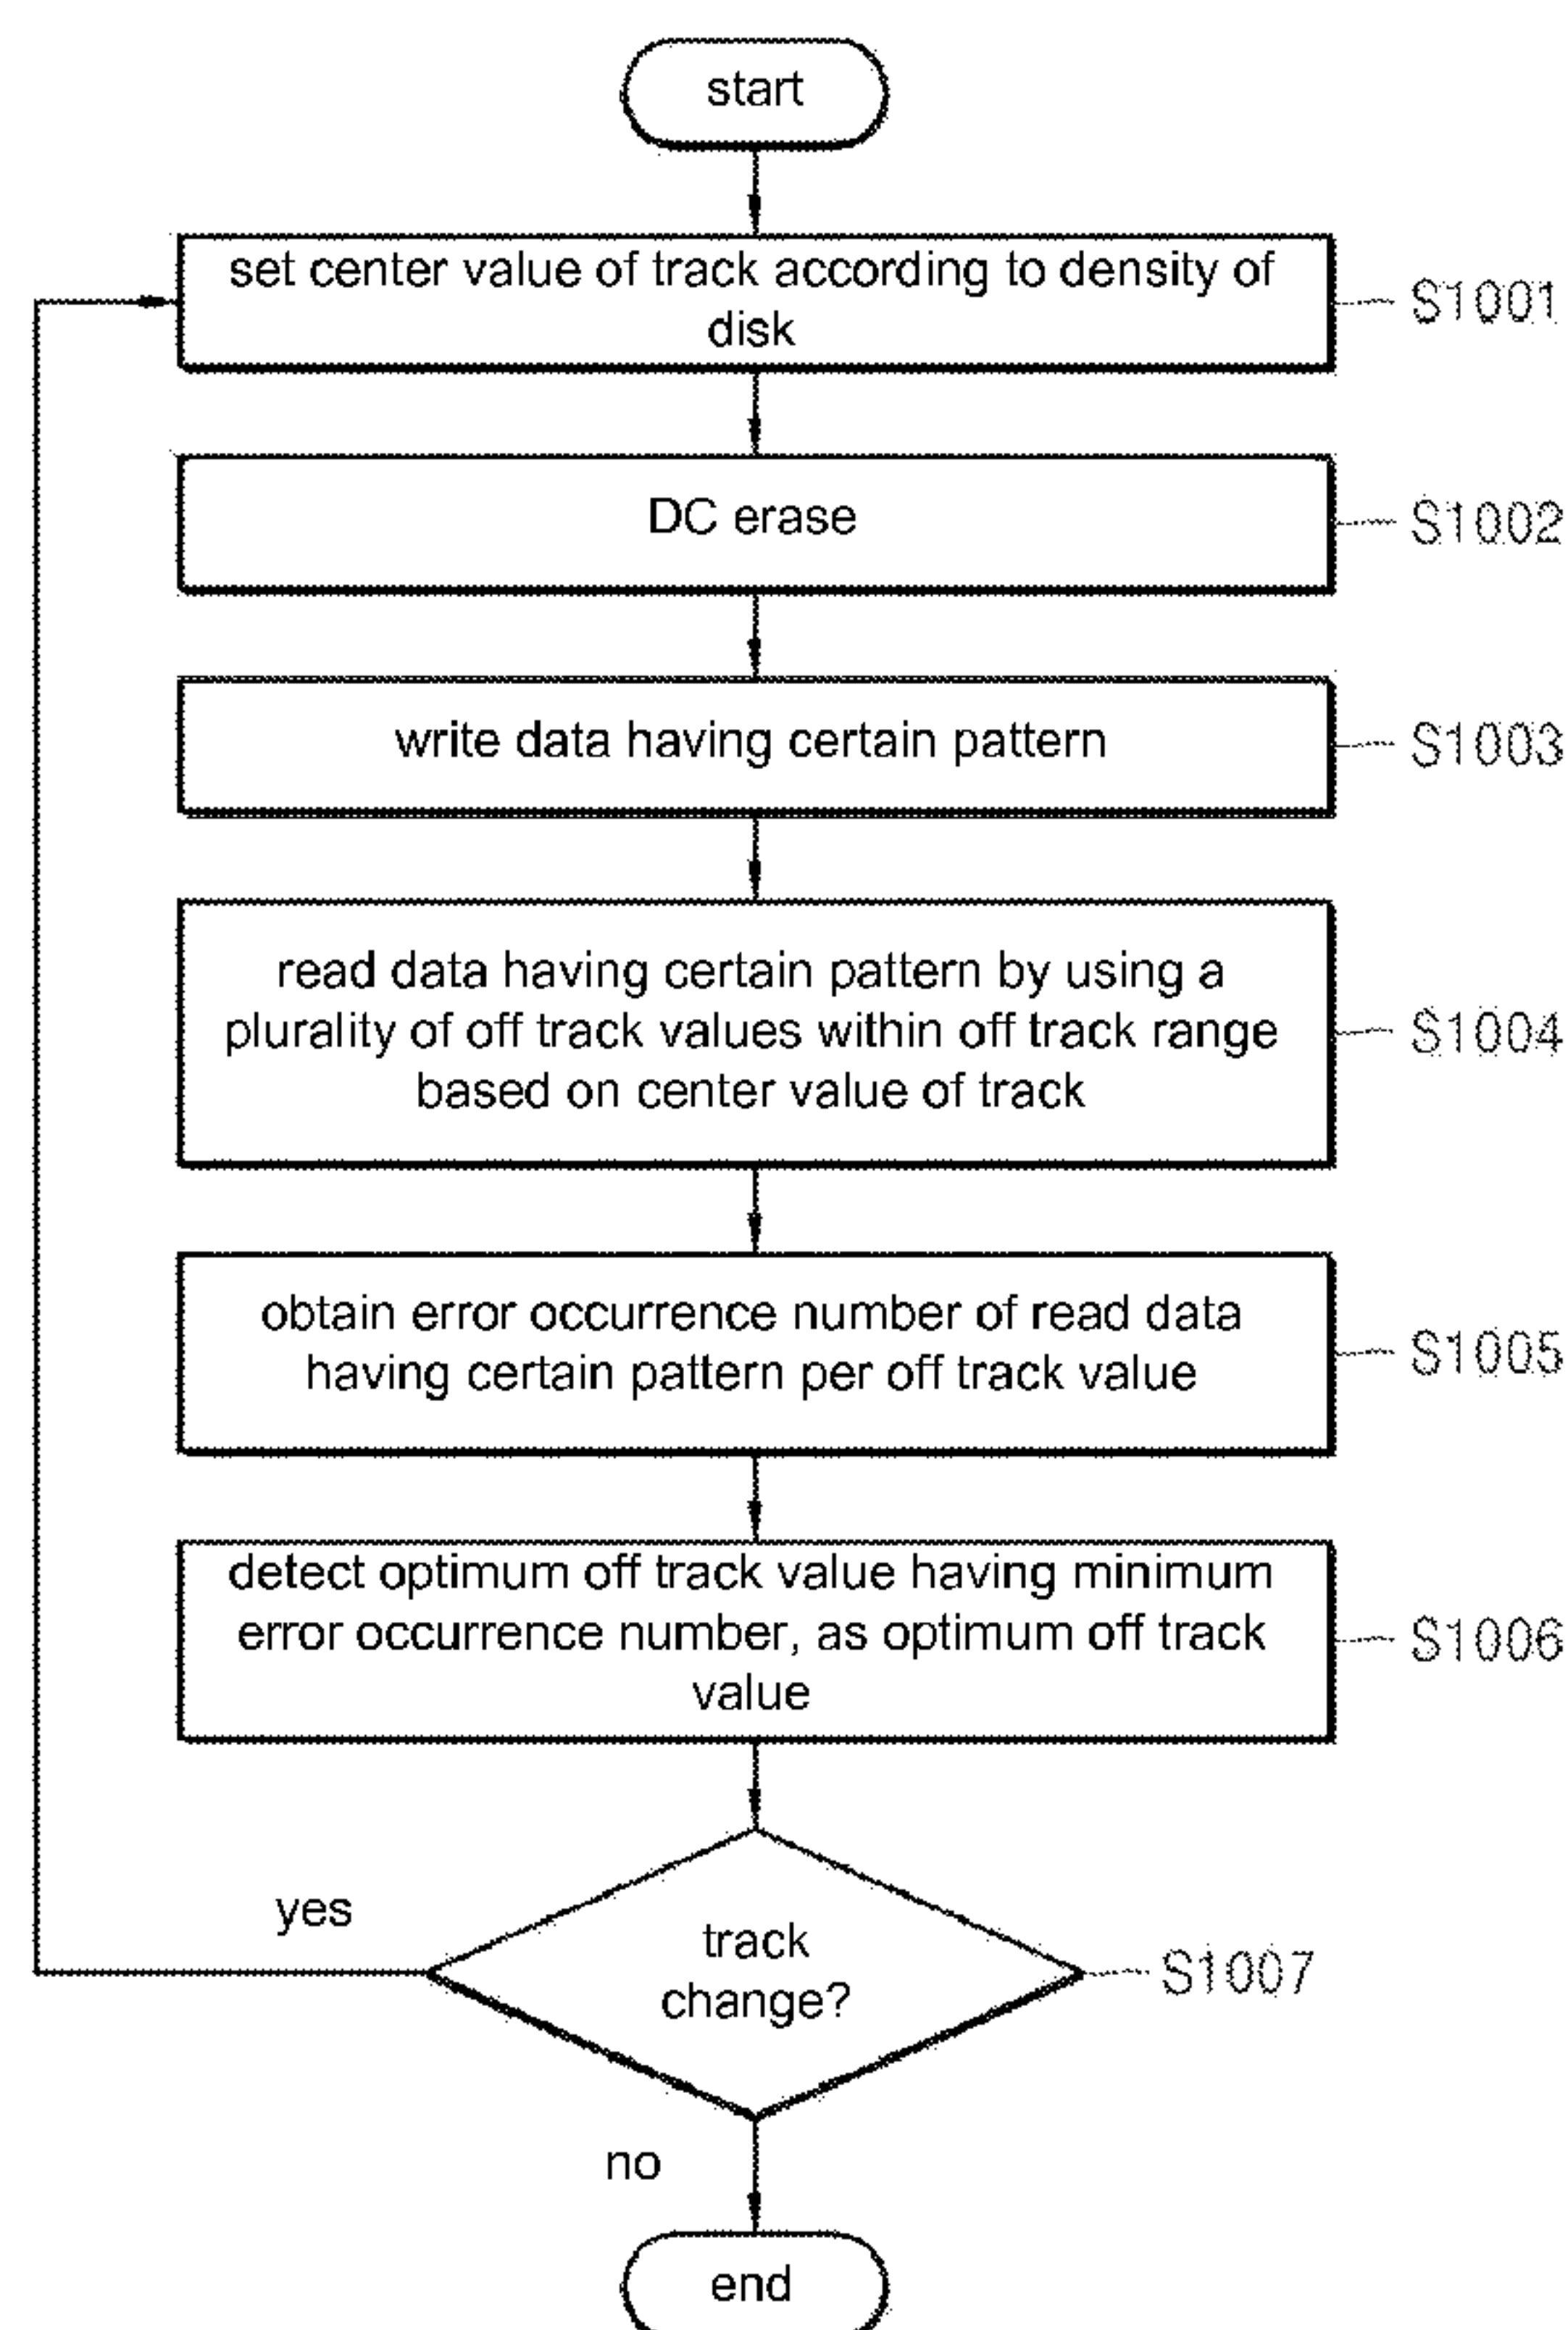 start
set center value of track according to density of
disk
S1001
DC erase
S1002
write data having certain pattern
S1003
read data having certain pattern by using a
plurality of off track values within off track range
based on center value of track
S1004
obtain error occurrence number of read data
having certain pattern per off track value
S1005
detect optimum off track value having minimum
error occurrence number, as optimum off track
value
S1006
yes
track
change?
S1007
no
end